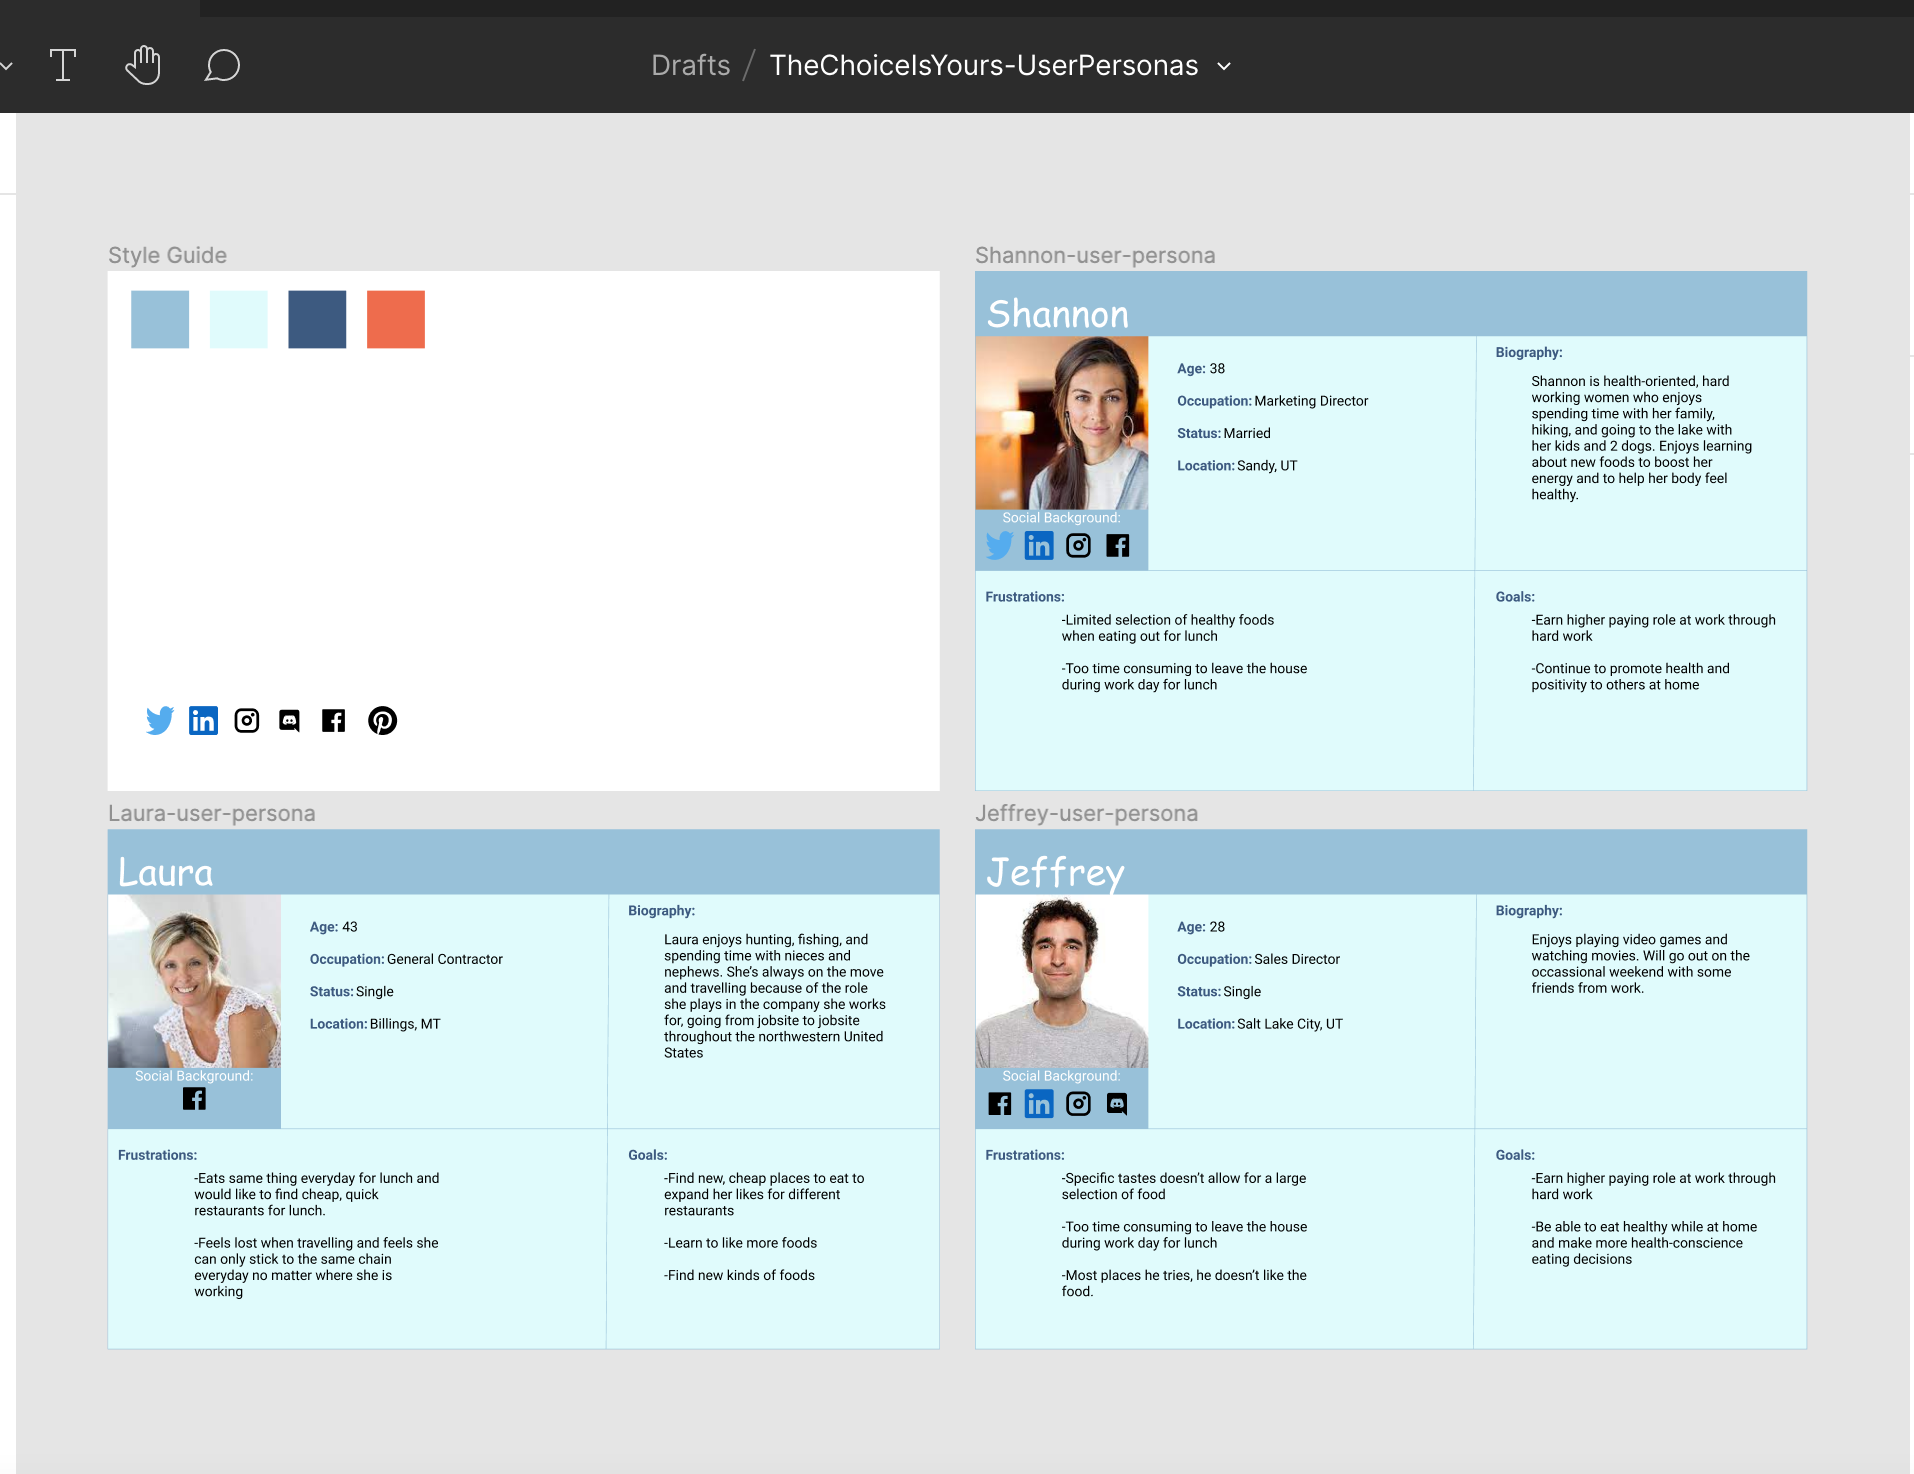 Drafts / TheChoiceIsYours-UserPersonas
Style Guide
Shannon-user-persona
Shannon
Age: 38
Occupation: Marketing Director
Status: Married
Location: Sandy, UT
Social Background:
Biography:
Shannon is health-oriented, hard
working women who enjoys
spending time with her family,
hiking, and going to the lake with
her kids and 2 dogs. Enjoys learning
about new foods to boost her
energy and to help her body feel
healthy.
Frustrations:
-Limited selection of healthy foods
when eating out for lunch
-Too time consuming to leave the house
during work day for lunch
Goals:
-Earn higher paying role at work through
hard work
-Continue to promote health and
positivity to others at home
Laura-user-persona
Laura
Age: 43
Occupation: General Contractor
Status: Single
Location: Billings, MT
Social Background:
Biography:
Laura enjoys hunting, fishing, and
spending time with nieces and
nephews. She's always on the move
and travelling because of the role
she plays in the company she works
for, going from jobsite to jobsite
throughout the northwestern United
States
Frustrations:
-Eats same thing everyday for lunch and
would like to find cheap, quick
restaurants for lunch.
-Feels lost when travelling and feels she
can only stick to the same chain
everyday no matter where she is
working
Goals:
-Find new, cheap places to eat to
expand her likes for different
restaurants
-Learn to like more foods
-Find new kinds of foods
Jeffrey-user-persona
Jeffrey
Age: 28
Occupation: Sales Director
Status: Single
Location: Salt Lake City, UT
Social Background:
Biography:
Enjoys playing video games and
watching movies. Will go out on the
occassional weekend with some
friends from work.
Frustrations:
-Specific tastes doesn't allow for a large
selection of food
-Too time consuming to leave the house
during work day for lunch
-Most places he tries, he doesn't like the
food.
Goals:
-Earn higher paying role at work through
hard work
-Be able to eat healthy while at home
and make more health-conscience
eating decisions